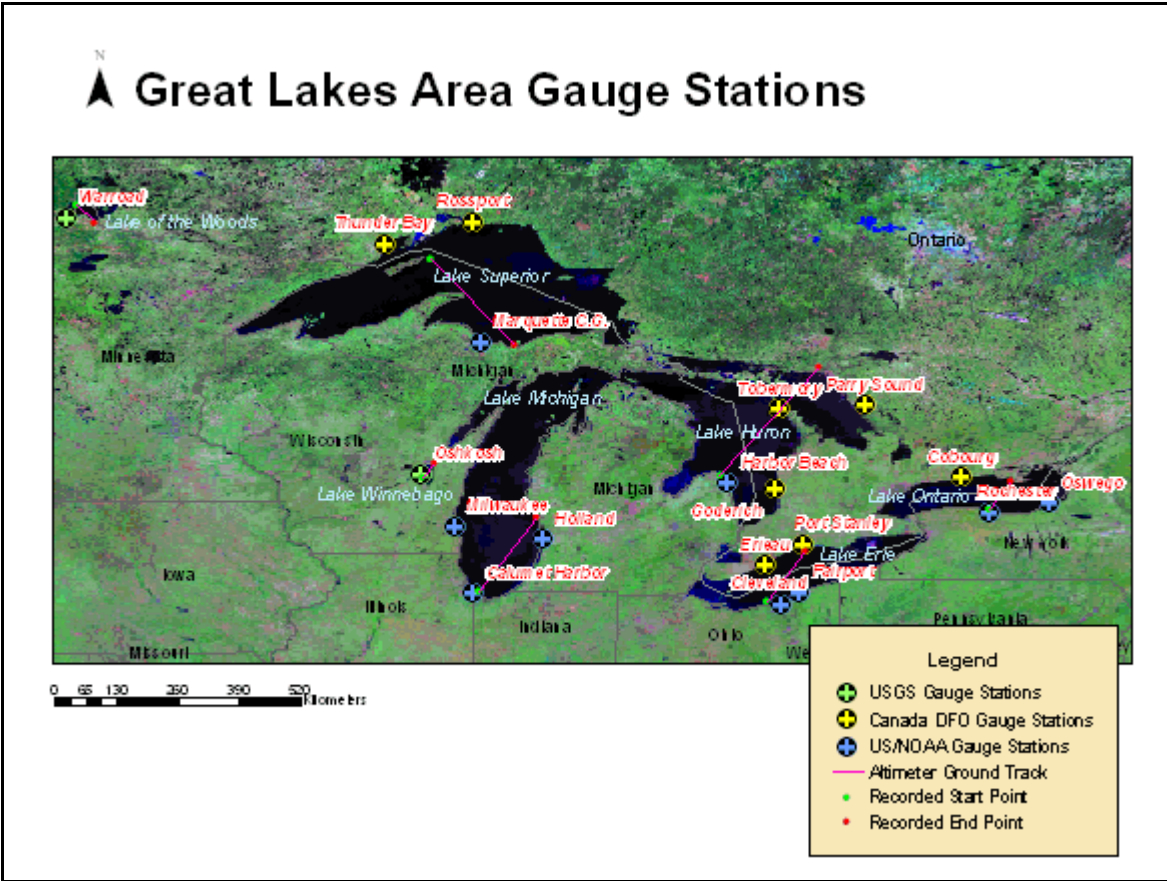 N
Great Lakes Area Gauge Stations
Warroad
Lake of the Woods
Rossport
Thunder Bay
Ontario
Lake Superior
Marquette C.G.
Minnesota
Michigan
Lake Michigan
Tobermory
Parry Sound
Lake Huron
Wisconsin
Oshkosh
Harbor Beach
Cobourg
Lake Winnebago
Michigan
Lake Ontario
Rochester
Oswego
Milwaukee
Holland
Goderich
Port Stanley
Erieau
Lake Erie
New York
Iowa
Calumet Harbor
Cleveland
Fairport
Illinois
Indiana
Ohio
Pennsylvania
Missouri
We
0 65 130 260 390 520
Kilometers
Legend
USGS Gauge Stations
Canada DFO Gauge Stations
US/NOAA Gauge Stations
Altimeter Ground Track
Recorded Start Point
Recorded End Point